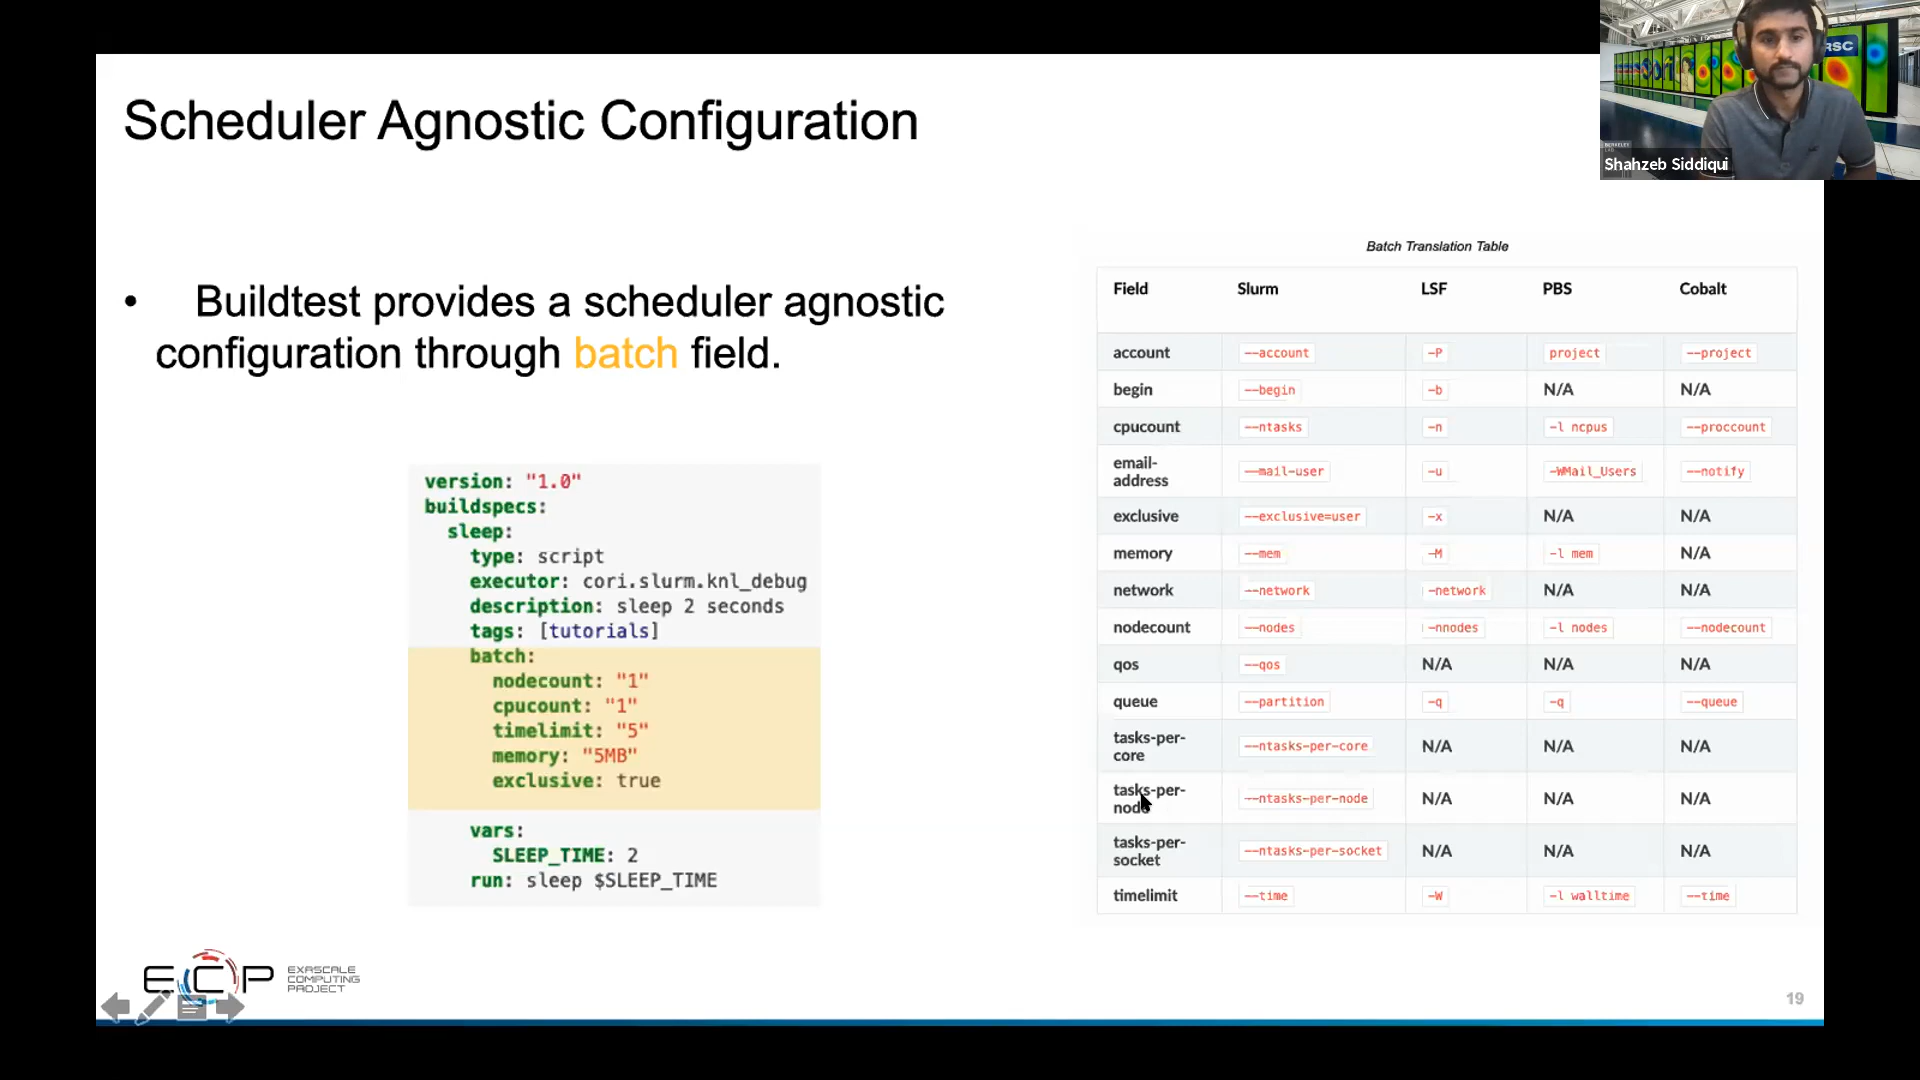 Scheduler Agnostic Configuration
• Buildtest provides a scheduler agnostic
configuration through batch field.
version: "1.0"
buildspecs:
sleep:
type: script
executor: cori.slurm.knl_debug
description: sleep 2 seconds
tags: [tutorials]
batch:
nodecount: "1"
cpucount: "1"
timelimit: "5"
memory: "5MB"
exclusive: true
vars:
SLEEP_TIME: 2
run: sleep $SLEEP_TIME
Batch Translation Table
Field Slurm LSF PBS Cobalt
account --account -P project --project
begin --begin -b N/A N/A
cpucount --ntasks -n -l ncpus --proccount
email-
address --mail-user -u -WMail_Users --notify
exclusive --exclusive=user -x N/A N/A
memory --mem -M -l mem N/A
network --network -network N/A N/A
nodecount --nodes -nnodes -l nodes --nodecount
qos --qos N/A N/A N/A
queue --partition -q -q --queue
tasks-per-
core --ntasks-per-core N/A N/A N/A
tasks-per-
node --ntasks-per-node N/A N/A N/A
tasks-per-
socket --ntasks-per-socket N/A N/A N/A
timelimit --time -W -l walltime --time
ECP EXASCALE
COMPUTING
PROJECT
19
RSC
BERKELEY
LAB
Shahzeb Siddiqui